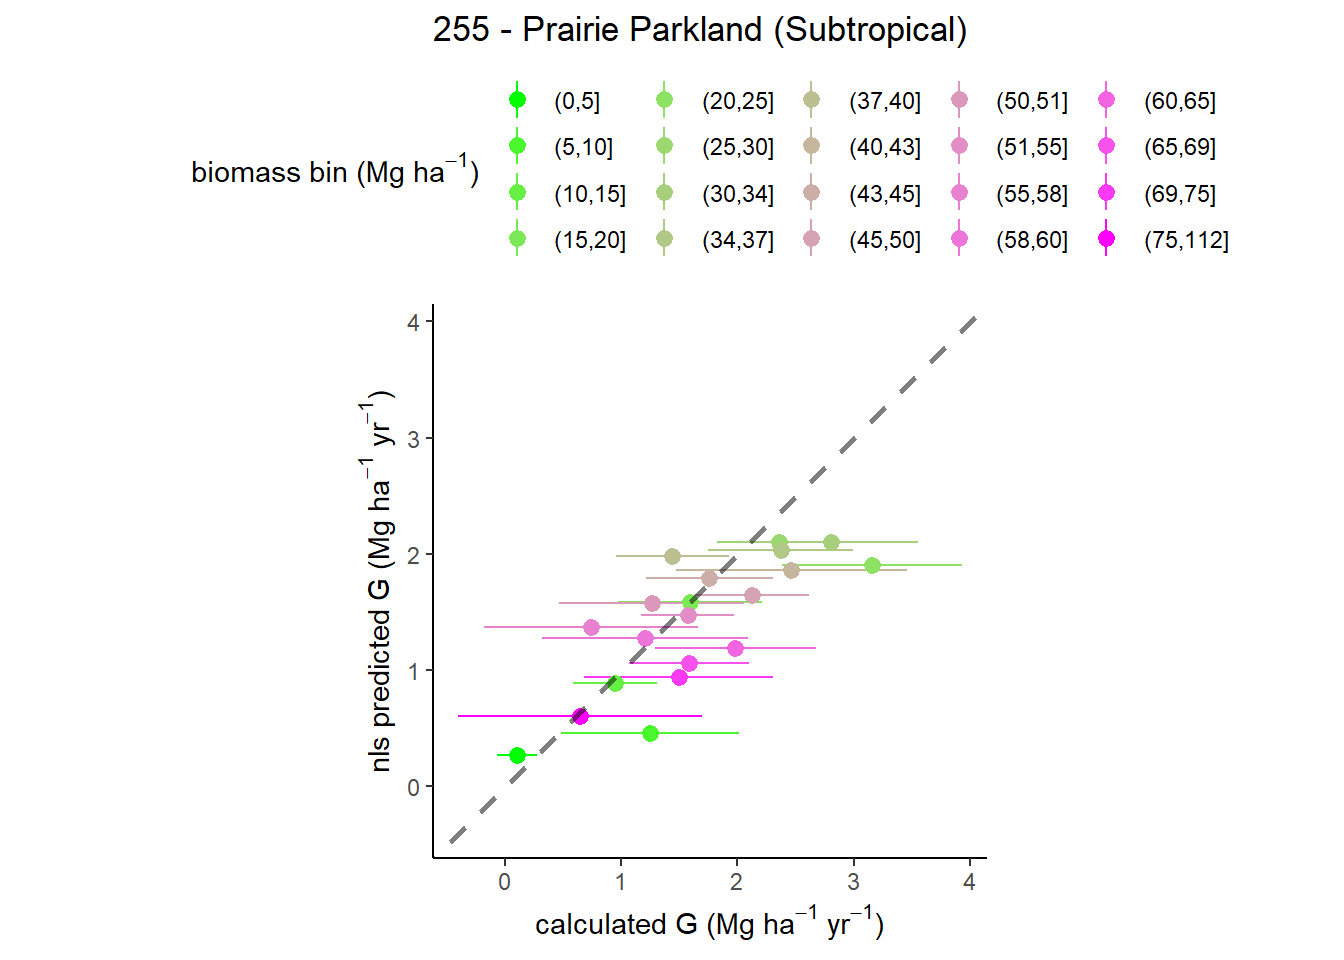 255 - Prairie Parkland (Subtropical)
biomass bin (Mg ha⁻¹)
(0,5] (20,25] (37,40] (50,51] (60,65]
(5,10] (25,30] (40,43] (51,55] (65,69]
(10,15] (30,34] (43,45] (55,58] (69,75]
(15,20] (34,37] (45,50] (58,60] (75,112]
nls predicted G (Mg ha⁻¹ yr⁻¹)
4
3
2
1
0
0 1 2 3 4
calculated G (Mg ha⁻¹ yr⁻¹)